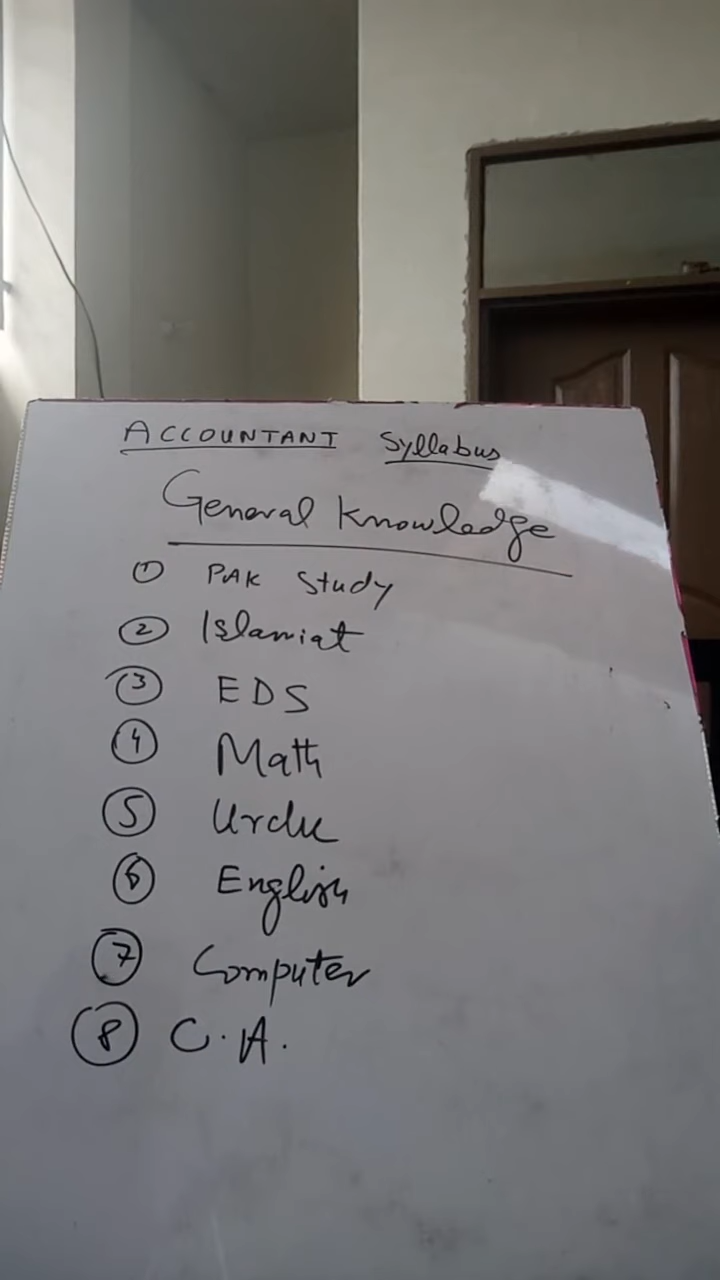 ACCOUNTANT Syllabus
General Knowledge
① PAK Study
② Islamiat
③ EDS
④ Math
⑤ Urdu
⑥ English
⑦ Computer
⑧ C.A.